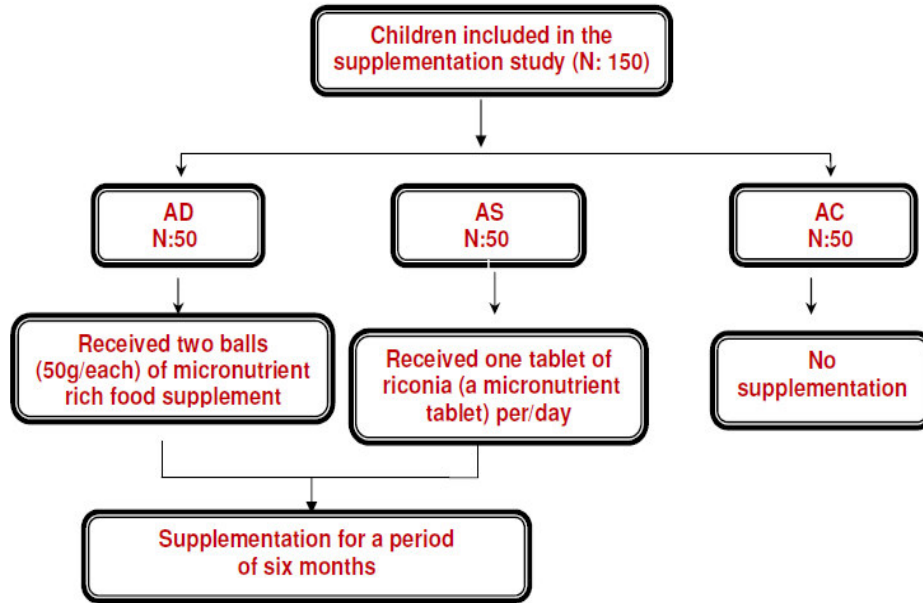 Children included in the
supplementation study (N: 150)
AD
N:50
AS
N:50
AC
N:50
Received two balls
(50g/each) of micronutrient
rich food supplement
Received one tablet of
riconia (a micronutrient
tablet) per/day
No
supplementation
Supplementation for a period
of six months